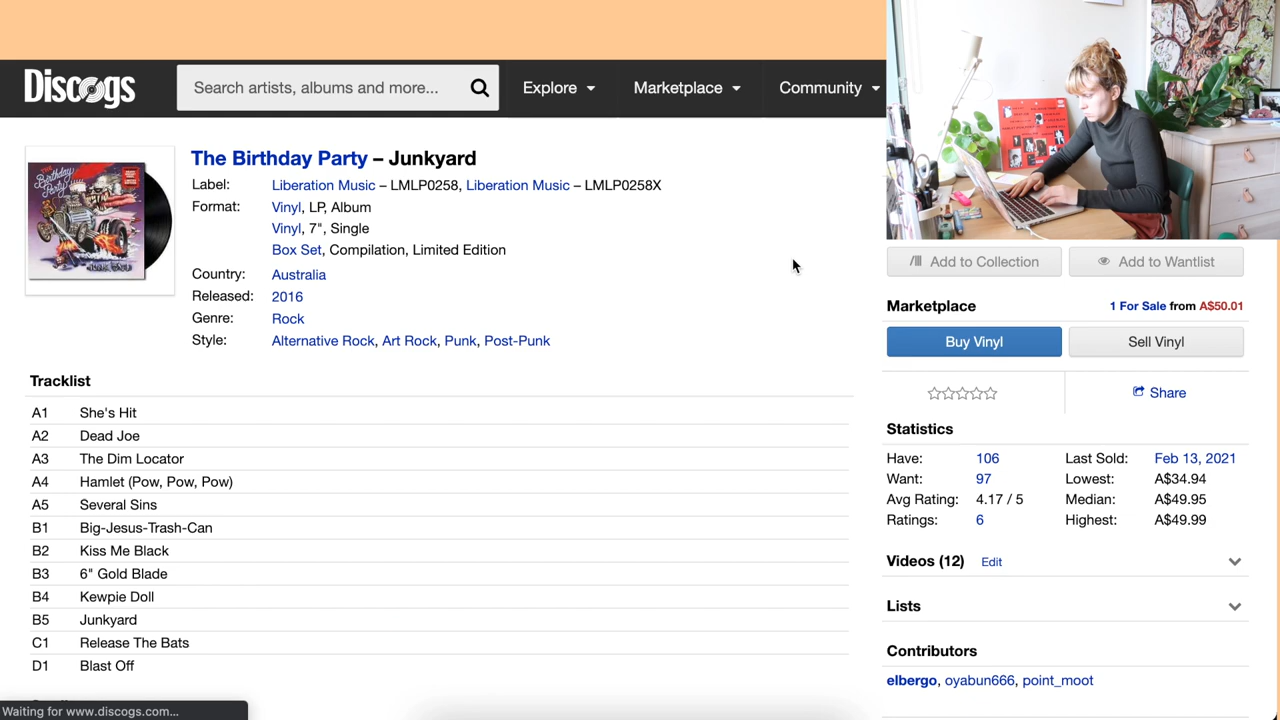 Discogs
Search artists, albums and more...
Explore
Marketplace
Community
The Birthday Party – Junkyard
Label: Liberation Music – LMLP0258, Liberation Music – LMLP0258X
Format: Vinyl, LP, Album
Vinyl, 7", Single
Box Set, Compilation, Limited Edition
Country: Australia
Released: 2016
Genre: Rock
Style: Alternative Rock, Art Rock, Punk, Post-Punk
Tracklist
A1 She's Hit
A2 Dead Joe
A3 The Dim Locator
A4 Hamlet (Pow, Pow, Pow)
A5 Several Sins
B1 Big-Jesus-Trash-Can
B2 Kiss Me Black
B3 6" Gold Blade
B4 Kewpie Doll
B5 Junkyard
C1 Release The Bats
D1 Blast Off
Add to Collection
Add to Wantlist
Marketplace
1 For Sale from A$50.01
Buy Vinyl
Sell Vinyl
Share
Statistics
Have: 106 Last Sold: Feb 13, 2021
Want: 97 Lowest: A$34.94
Avg Rating: 4.17 / 5 Median: A$49.95
Ratings: 6 Highest: A$49.99
Videos (12) Edit
Lists
Contributors
elbergo, oyabun666, point_moot
Waiting for www.discogs.com...